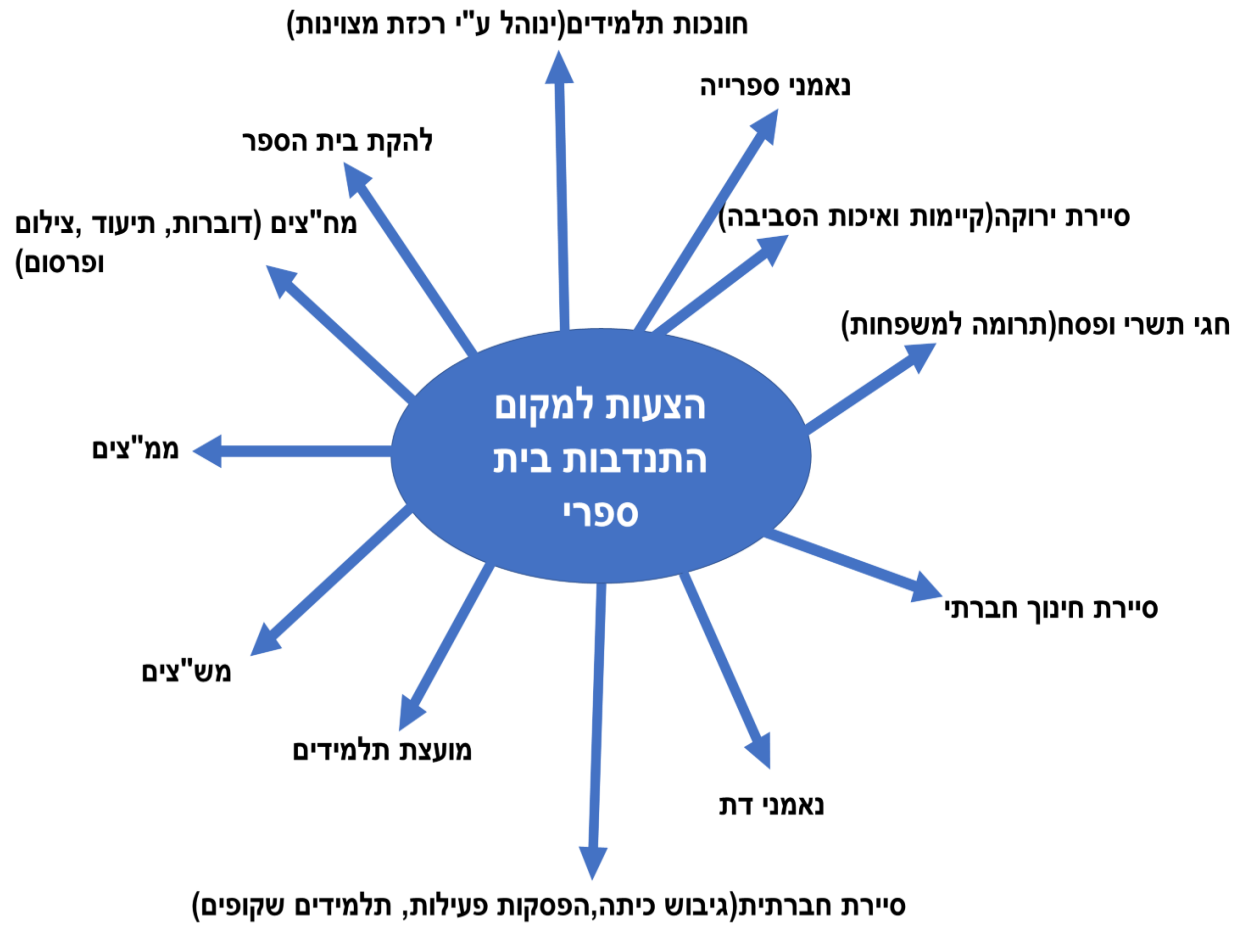 חונכות תלמידים(ינוהל ע"י רכזת מצוינות)
נאמני ספרייה
להקת בית הספר
סיירת ירוקה(קיימות ואיכות הסביבה)
מח"צים (דוברות, תיעוד ,צילום
ופרסום)
חגי תשרי ופסח(תרומה למשפחות)
הצעות למקום
התנדבות בית
ספרי
ממ"צים
סיירת חינוך חברתי
מש"צים
מועצת תלמידים
נאמני דת
סיירת חברתית(גיבוש כיתה,הפסקות פעילות, תלמידים שקופים)